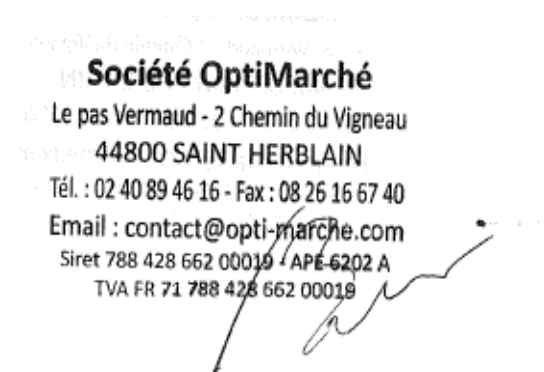 Société OptiMarché
Le pas Vermaud - 2 Chemin du Vigneau
44800 SAINT HERBLAIN
Tél. : 02 40 89 46 16 - Fax : 08 26 16 67 40
Email : contact@opti-marche.com
Siret 788 428 662 00019 - APE 6202 A
TVA FR 71 788 428 662 00019